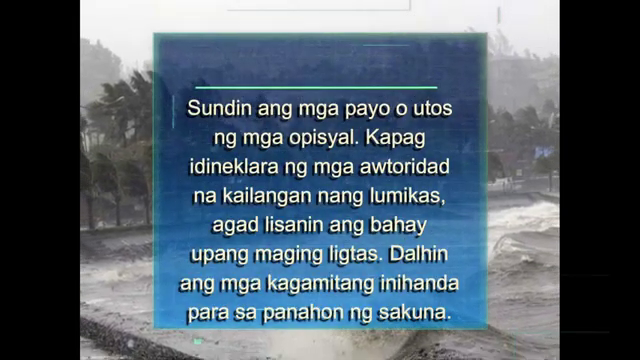 Sundin ang mga payo o utos
ng mga opisyal. Kapag
idineklara ng mga awtoridad
na kailangan nang lumikas,
agad lisanin ang bahay
upang maging ligtas. Dalhin
ang mga kagamitang inihanda
para sa panahon ng sakuna.